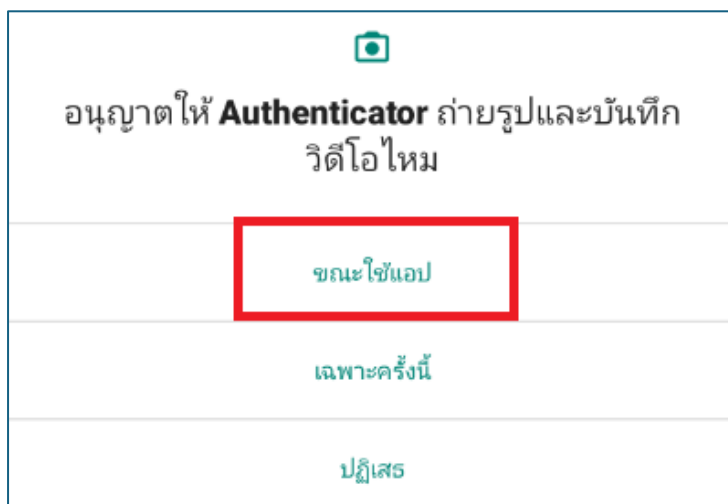 อนุญาตให้ Authenticator ถ่ายรูปและบันทึก
วิดีโอไหม
ขณะใช้แอป
เฉพาะครั้งนี้
ปฏิเสธ